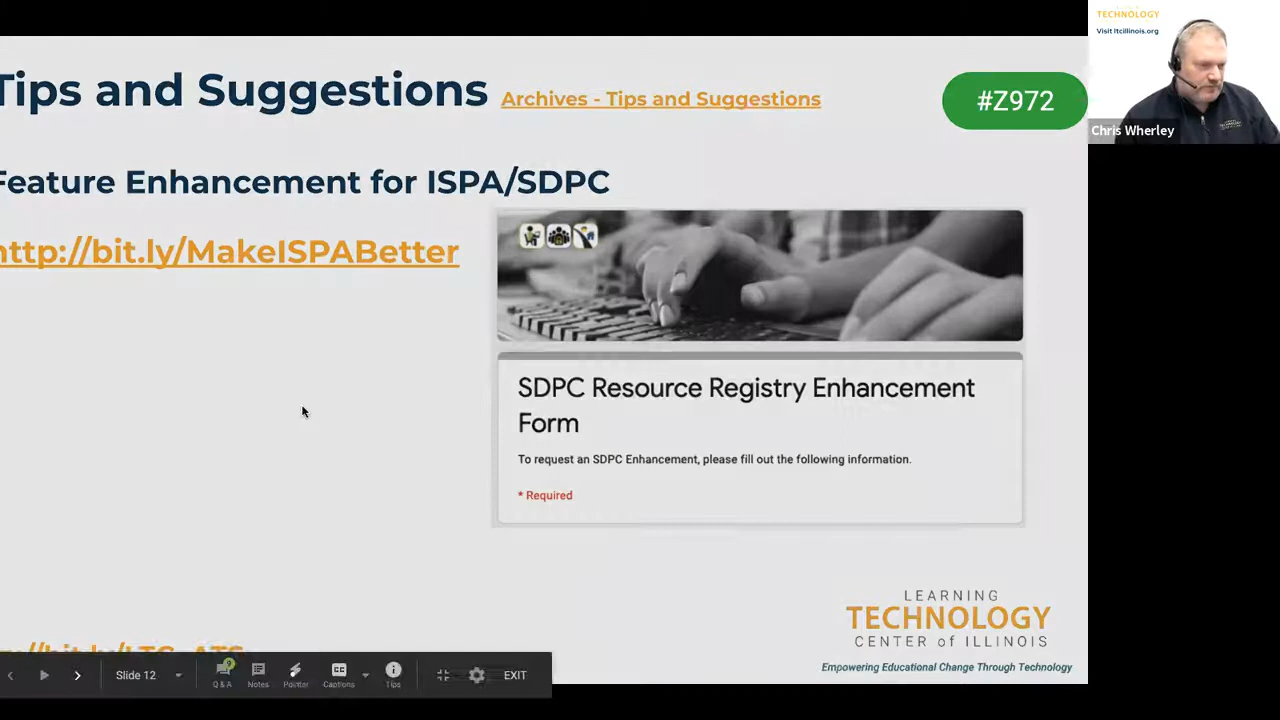 TECHNOLOGY
Visit ltcillinois.org
Chris Wherley
Tips and Suggestions Archives - Tips and Suggestions
#Z972
Feature Enhancement for ISPA/SDPC
http://bit.ly/MakeISPABetter
SDPC Resource Registry Enhancement
Form
To request an SDPC Enhancement, please fill out the following information.
* Required
LEARNING
TECHNOLOGY
CENTER of ILLINOIS
Empowering Educational Change Through Technology
Slide 12
Q & A
Notes
Pointer
Captions
Tips
EXIT